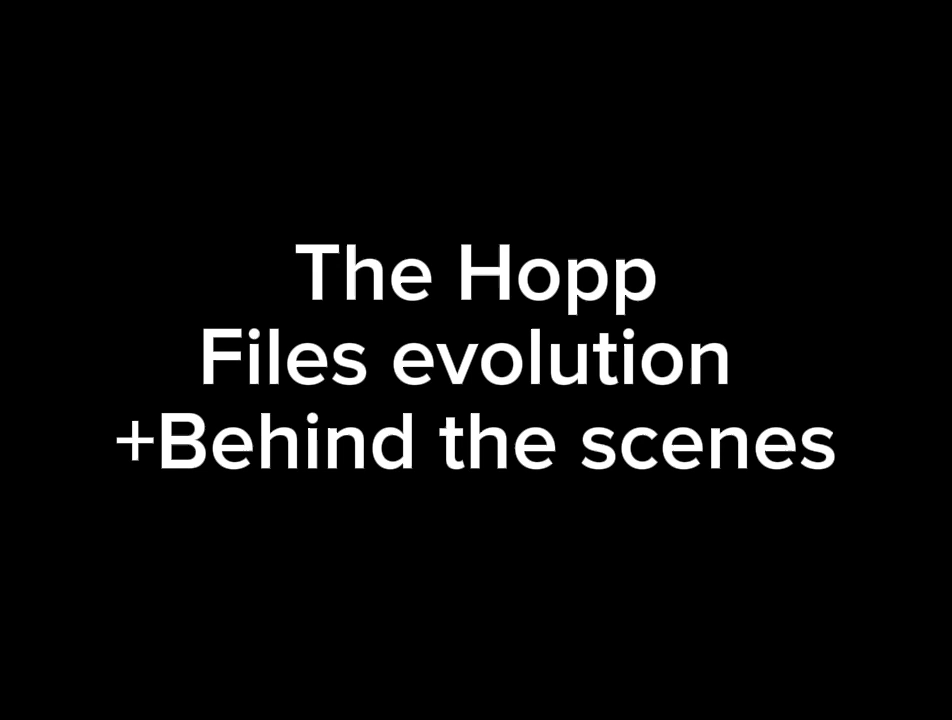 The Hopp
Files evolution
+Behind the scenes